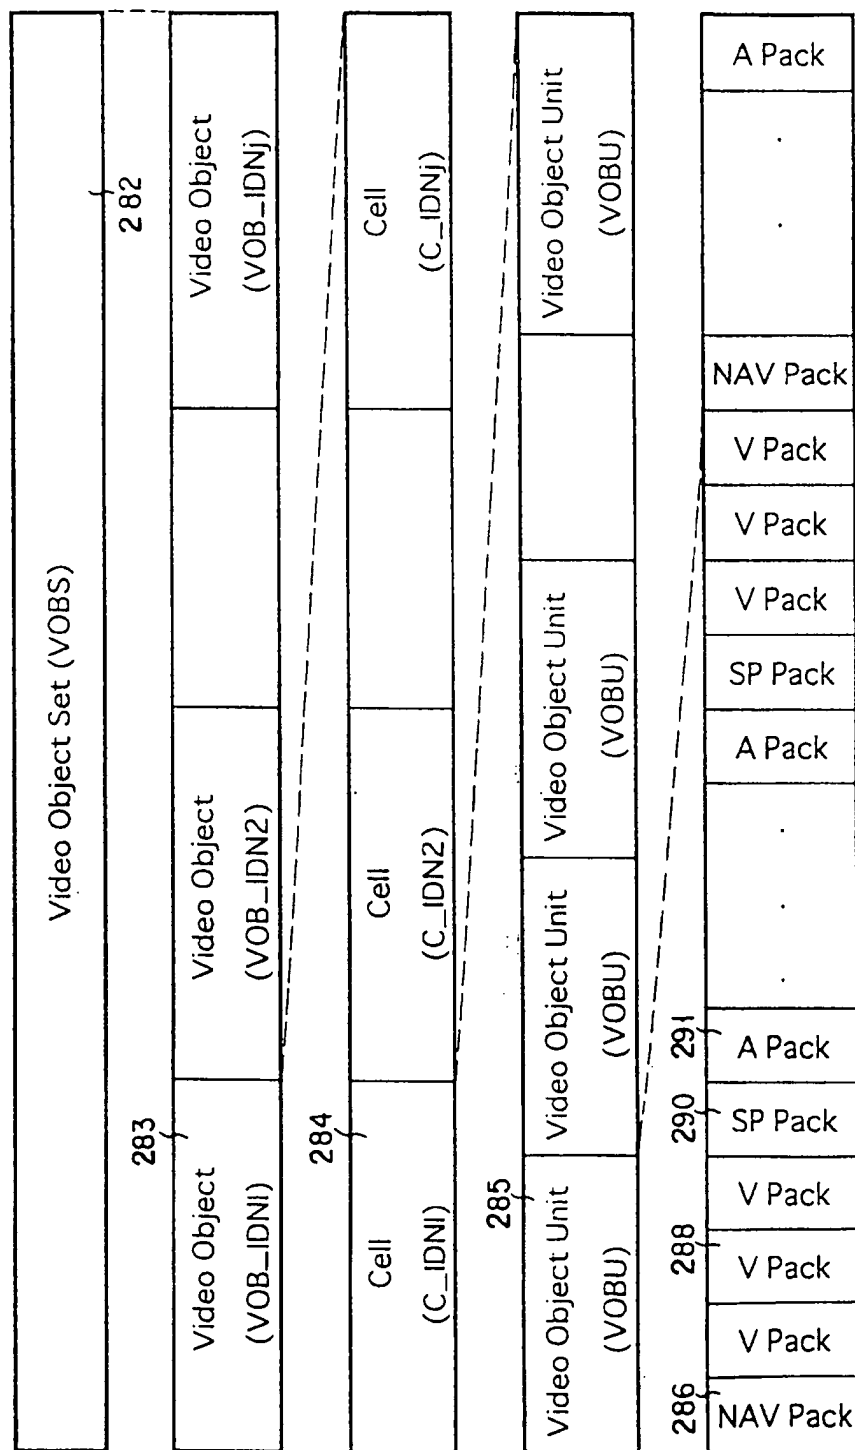 Video Object Set (VOBS)
282
283
Video Object
(VOB_IDN1)
Video Object
(VOB_IDN2)
Video Object
(VOB_IDNj)
284
Cell
(C_IDN1)
Cell
(C_IDN2)
Cell
(C_IDNj)
285
Video Object Unit
(VOBU)
Video Object Unit
(VOBU)
Video Object Unit
(VOBU)
Video Object Unit
(VOBU)
286
288
290
291
NAV Pack
V Pack
V Pack
V Pack
SP Pack
A Pack
. . .
A Pack
SP Pack
V Pack
V Pack
V Pack
NAV Pack
. .
A Pack